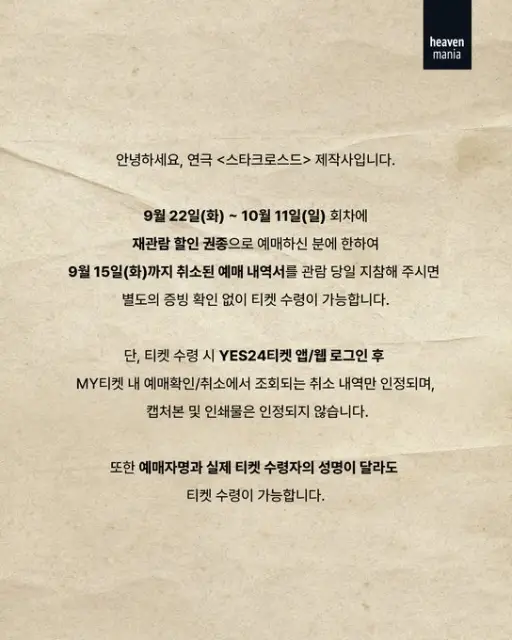 heaven
mania
안녕하세요, 연극 <스타크로스드> 제작사입니다.
9월 22일(화) ~ 10월 11일(일) 회차에
재관람 할인 권종으로 예매하신 분에 한하여
9월 15일(화)까지 취소된 예매 내역서를 관람 당일 지참해 주시면
별도의 증빙 확인 없이 티켓 수령이 가능합니다.
단, 티켓 수령 시 YES24티켓 앱/웹 로그인 후
MY티켓 내 예매확인/취소에서 조회되는 취소 내역만 인정되며,
캡처본 및 인쇄물은 인정되지 않습니다.
또한 예매자명과 실제 티켓 수령자의 성명이 달라도
티켓 수령이 가능합니다.